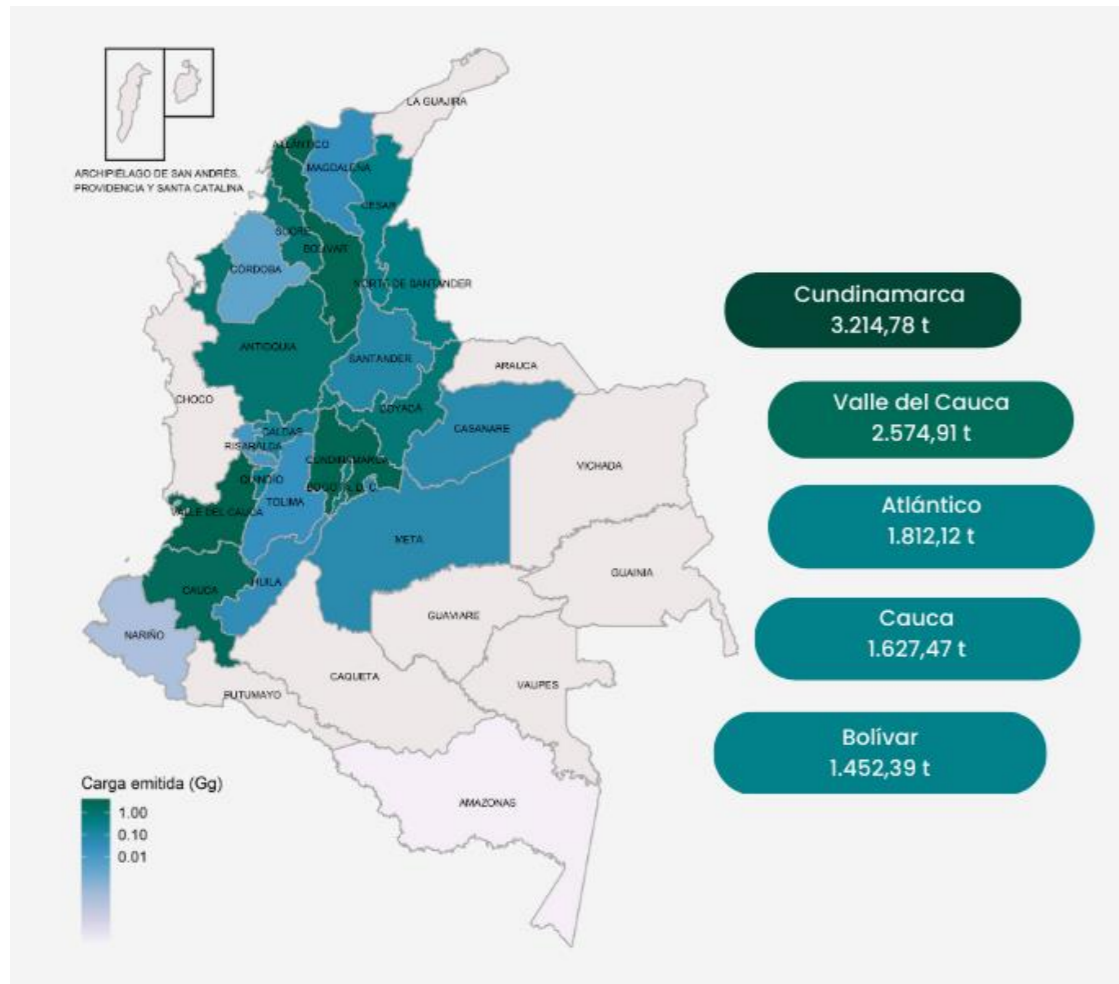 LA GUAJIRA
ATLÁNTICO
MAGDALENA
ARCHIPIÉLAGO DE SAN ANDRÉS,
PROVIDENCIA Y SANTA CATALINA
CESAR
SUCRE
BOLÍVAR
CÓRDOBA
NORTE DE SANTANDER
Cundinamarca
3.214,78 t
ANTIOQUIA
SANTANDER
ARAUCA
CHOCO
BOYACÁ
Valle del Cauca
2.574,91 t
CALDAS
CASANARE
RISARALDA
CUNDINAMARCA
VICHADA
QUINDÍO
BOGOTÁ, D. C.
TOLIMA
VALLE DEL CAUCA
Atlántico
1.812,12 t
META
GUAINIA
HUILA
CAUCA
GUAVIARE
Cauca
1.627,47 t
NARIÑO
CAQUETA
VAUPES
PUTUMAYO
Bolívar
1.452,39 t
Carga emitida (Gg)
1.00
0.10
0.01
AMAZONAS